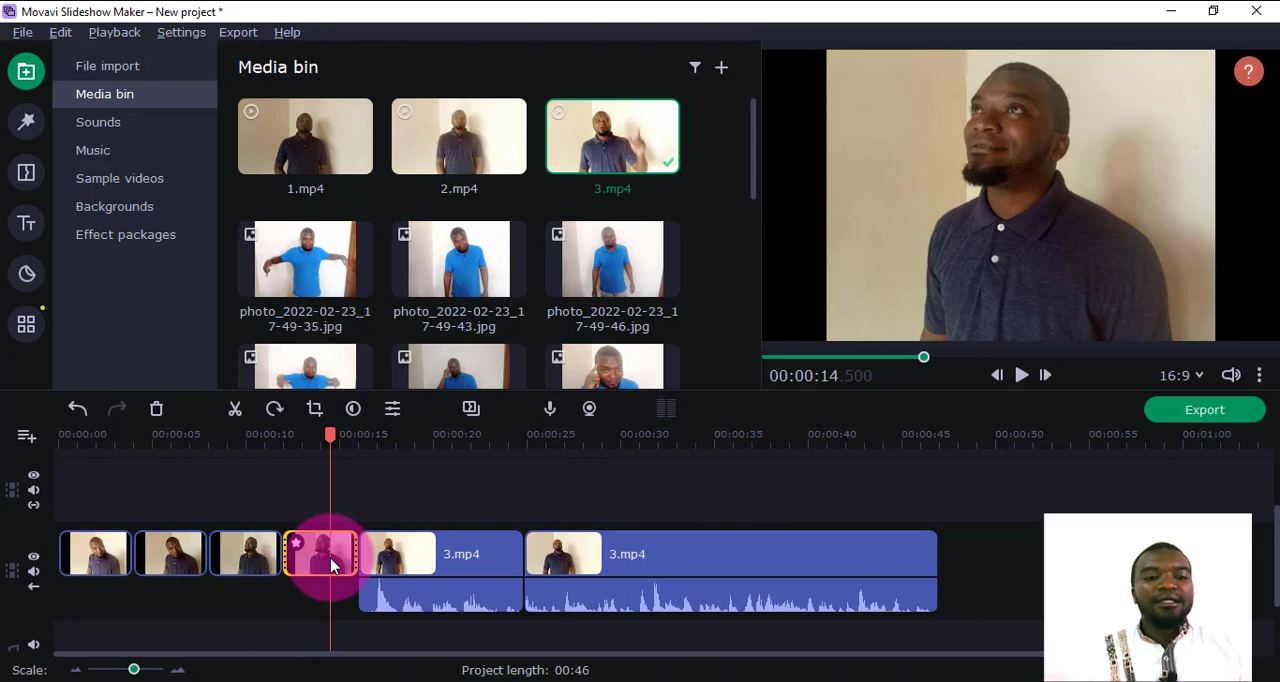 Movavi Slideshow Maker – New project *
File Edit Playback Settings Export Help
File import
Media bin
Sounds
Music
Sample videos
Backgrounds
Effect packages
Media bin
1.mp4
2.mp4
3.mp4
photo_2022-02-23_1
7-49-35.jpg
photo_2022-02-23_1
7-49-43.jpg
photo_2022-02-23_1
7-49-46.jpg
?
00:00:14.500
16:9
Export
00:00:00 00:00:05 00:00:10 00:00:15 00:00:20 00:00:25 00:00:30 00:00:35 00:00:40 00:00:45 00:00:50 00:00:55 00:01:00
3.mp4
3.mp4
Scale:
Project length: 00:46
Tт